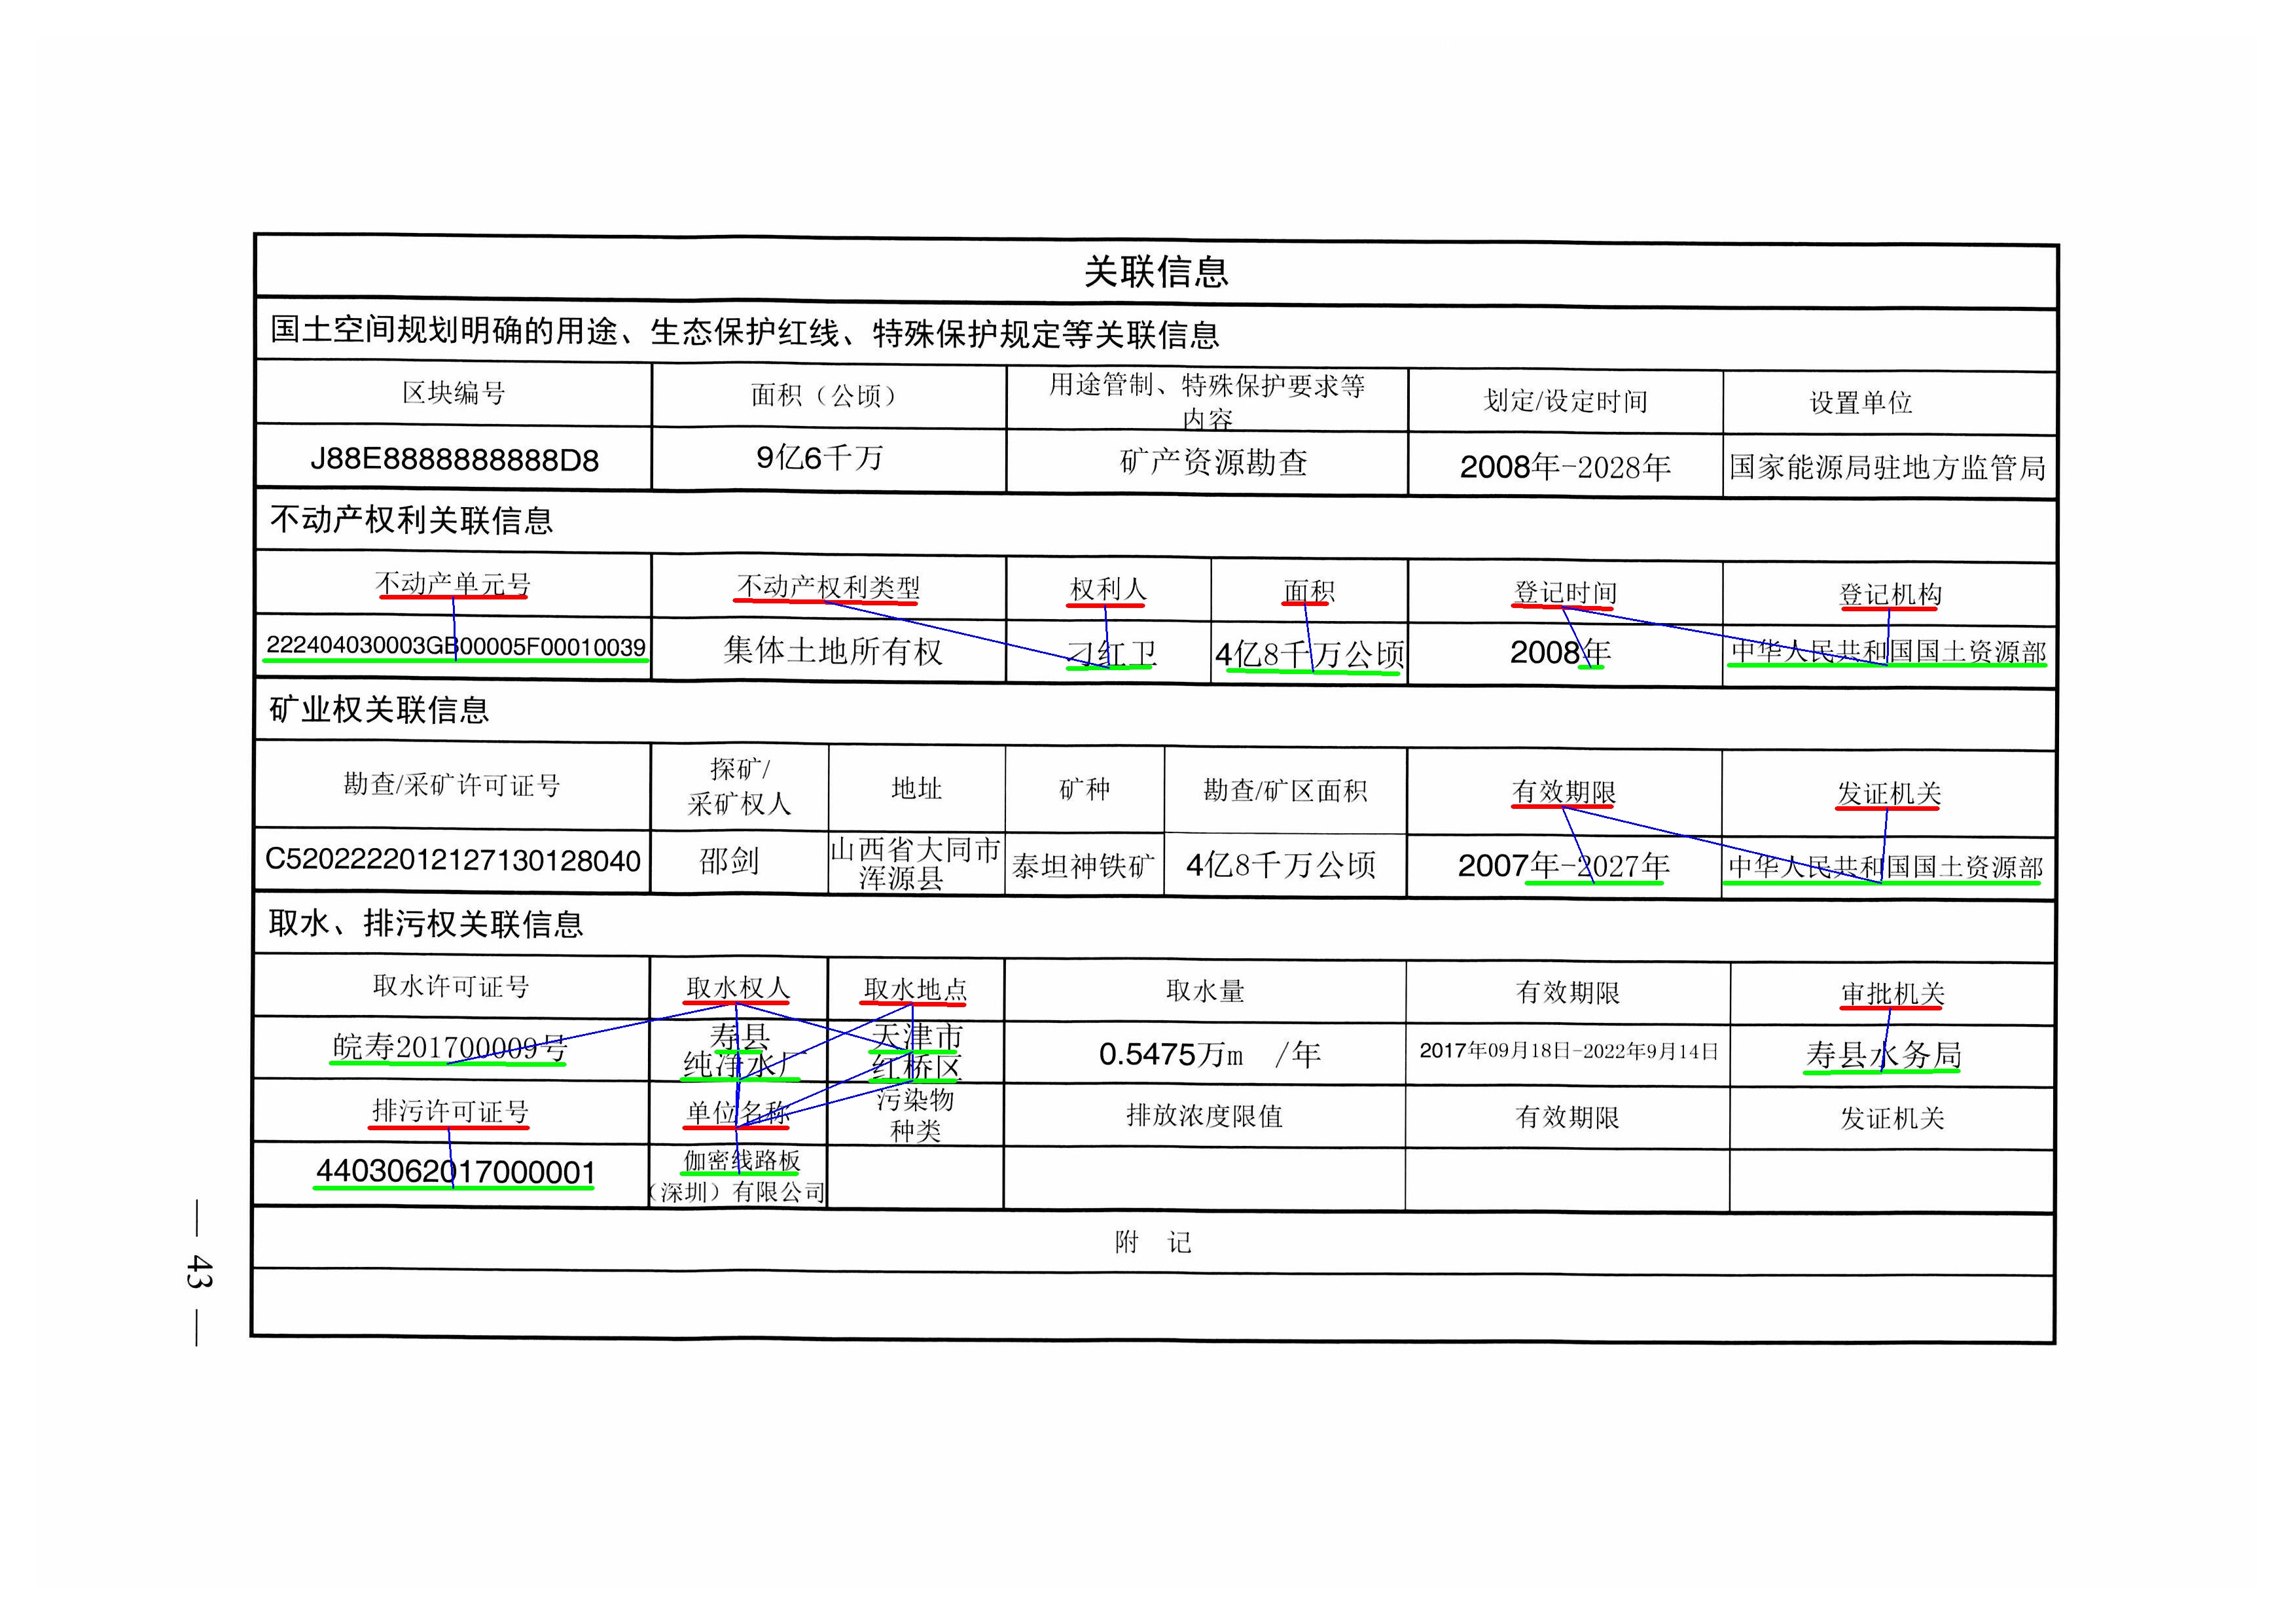 关联信息
国土空间规划明确的用途、生态保护红线、特殊保护规定等关联信息
区块编号
面积（公顷）
用途管制、特殊保护要求等
内容
划定/设定时间
设置单位
J88E8888888888D8
9亿6千万
矿产资源勘查
2008年-2028年
国家能源局驻地方监管局
不动产权利关联信息
不动产单元号
不动产权利类型
权利人
面积
登记时间
登记机构
222404030003GB00005F00010039
集体土地所有权
刁红卫
4亿8千万公顷
2008年
中华人民共和国国土资源部
矿业权关联信息
勘查/采矿许可证号
探矿/
采矿权人
地址
矿种
勘查/矿区面积
有效期限
发证机关
C5202222012127130128040
邵剑
山西省大同市
浑源县
泰坦神铁矿
4亿8千万公顷
2007年-2027年
中华人民共和国国土资源部
取水、排污权关联信息
取水许可证号
取水权人
取水地点
取水量
有效期限
审批机关
皖寿201700009号
寿县
纯净水厂
天津市
红桥区
0.5475万m /年
2017年09月18日-2022年9月14日
寿县水务局
排污许可证号
单位名称
污染物
种类
排放浓度限值
有效期限
发证机关
4403062017000001
伽密线路板
（深圳）有限公司
附 记
— 43 —